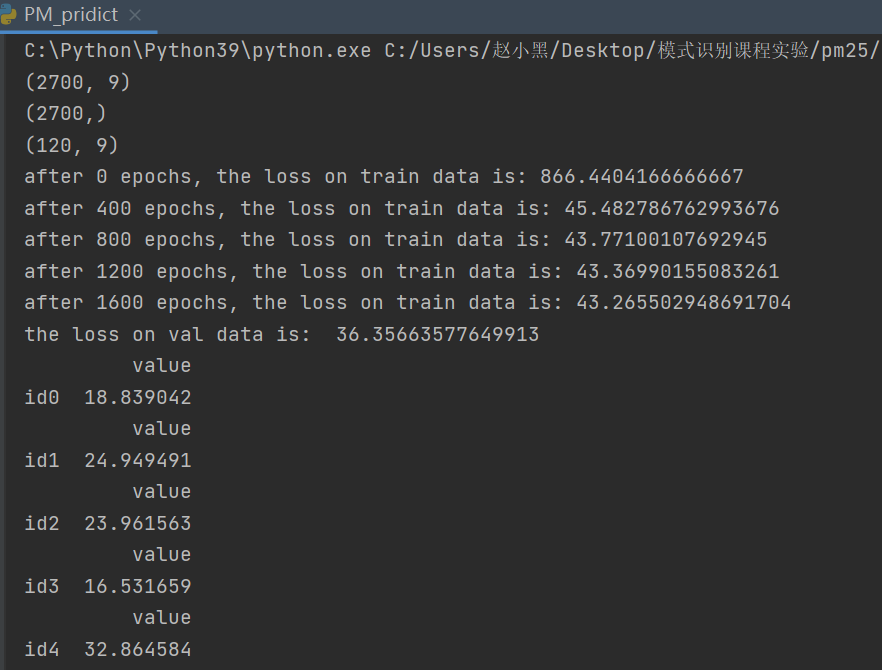 PM_pridict
C:\Python\Python39\python.exe C:/Users/赵小黑/Desktop/模式识别课程实验/pm25/
(2700, 9)
(2700,)
(120, 9)
after 0 epochs, the loss on train data is: 866.4404166666667
after 400 epochs, the loss on train data is: 45.482786762993676
after 800 epochs, the loss on train data is: 43.77100107692945
after 1200 epochs, the loss on train data is: 43.36990155083261
after 1600 epochs, the loss on train data is: 43.265502948691704
the loss on val data is:  36.35663577649913
value
id0  18.839042
value
id1  24.949491
value
id2  23.961563
value
id3  16.531659
value
id4  32.864584